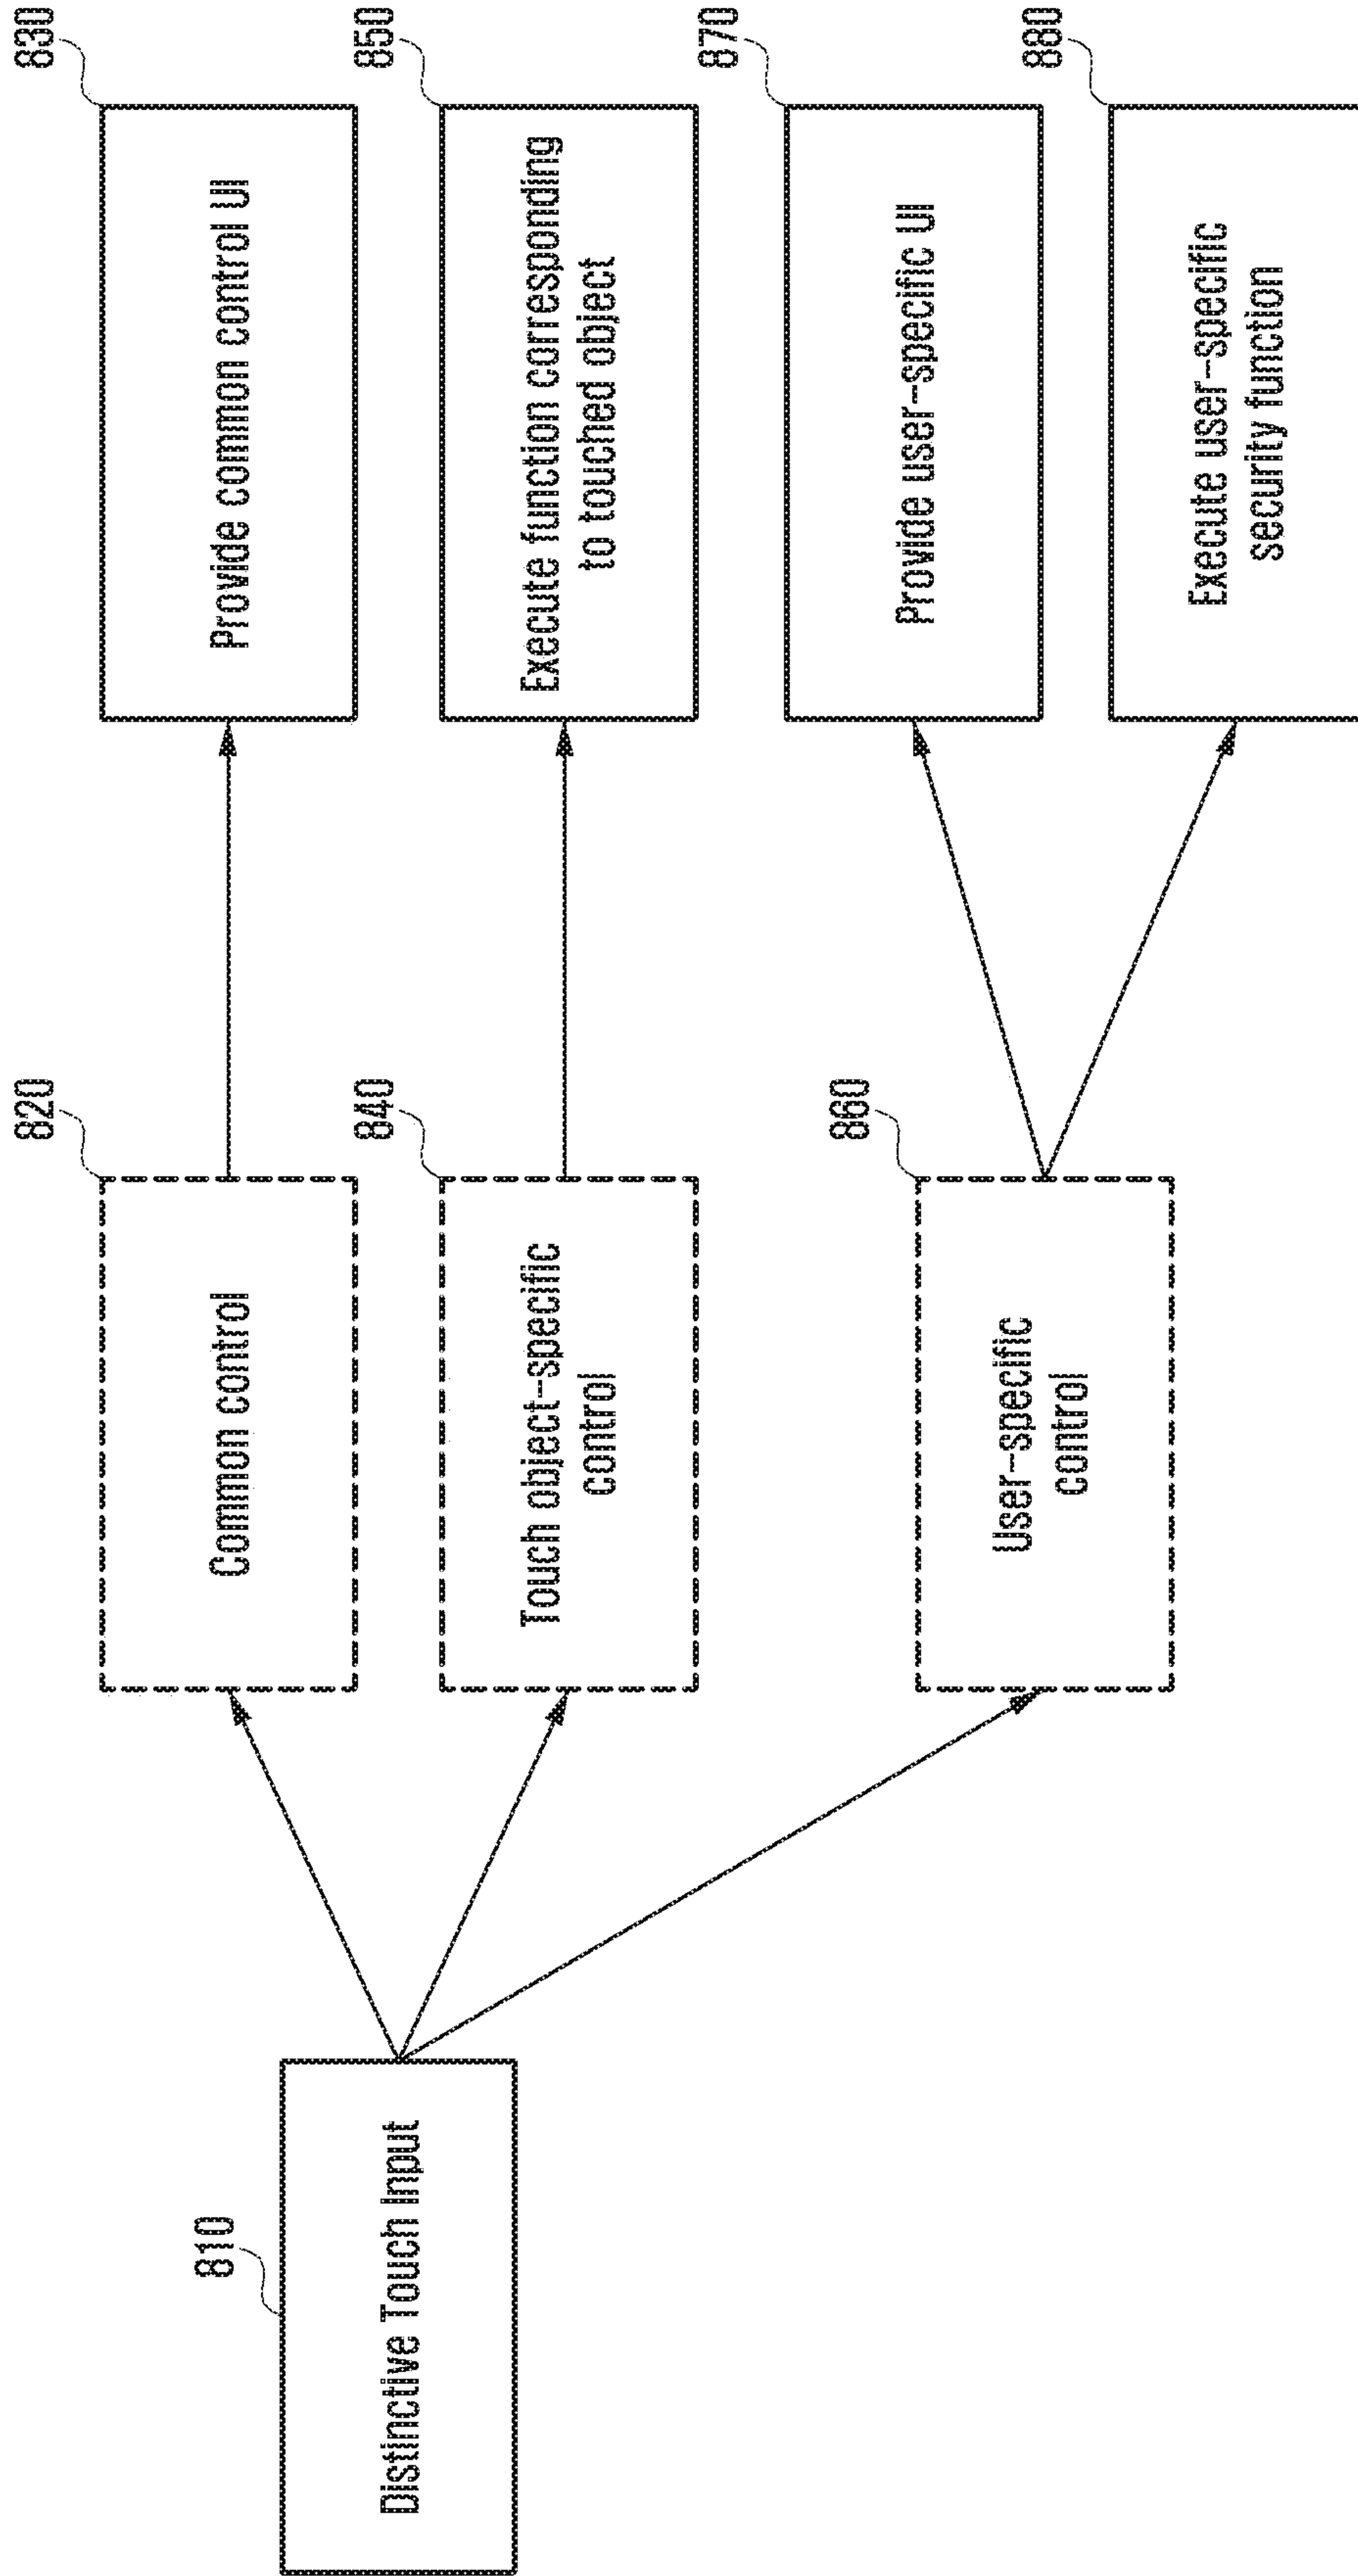 810
Distinctive Touch Input
820
Common control
830
Provide common control UI
840
Touch object-specific
control
850
Execute function corresponding
to touched object
860
User-specific
control
870
Provide user-specific UI
880
Execute user-specific
security function